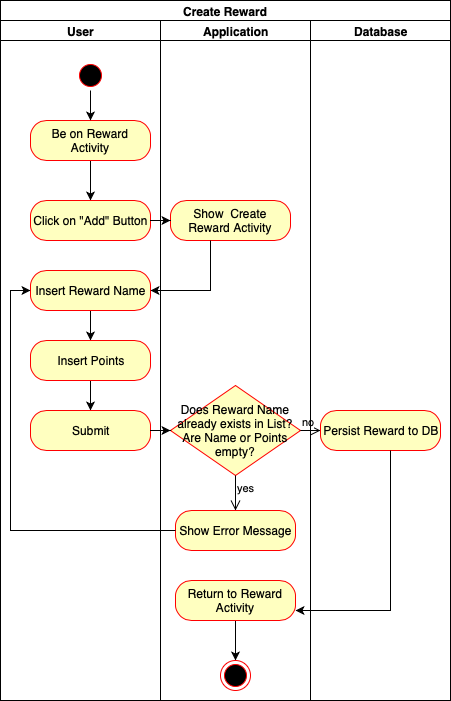 Create Reward
User
Application
Database
Be on Reward
Activity
Click on "Add" Button
Show Create
Reward Activity
Insert Reward Name
Insert Points
Submit
Does Reward Name
already exists in List?
Are Name or Points
empty?
no
Persist Reward to DB
yes
Show Error Message
Return to Reward
Activity